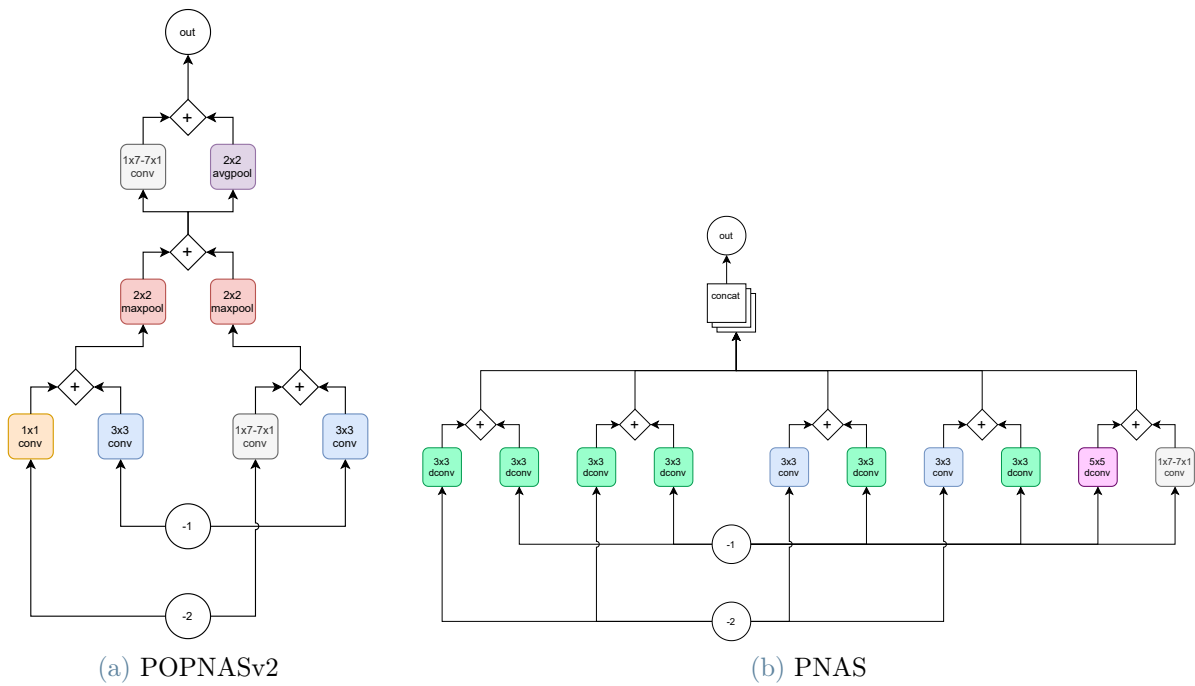 out
+
1x7-7x1
conv
2x2
avgpool
+
2x2
maxpool
2x2
maxpool
+
+
1x1
conv
3x3
conv
1x7-7x1
conv
3x3
conv
-1
-2
(a) POPNASv2
out
concat
+
+
+
+
+
3x3
dconv
3x3
dconv
3x3
dconv
3x3
dconv
3x3
conv
3x3
dconv
3x3
conv
3x3
dconv
5x5
dconv
1x7-7x1
conv
-1
-2
(b) PNAS